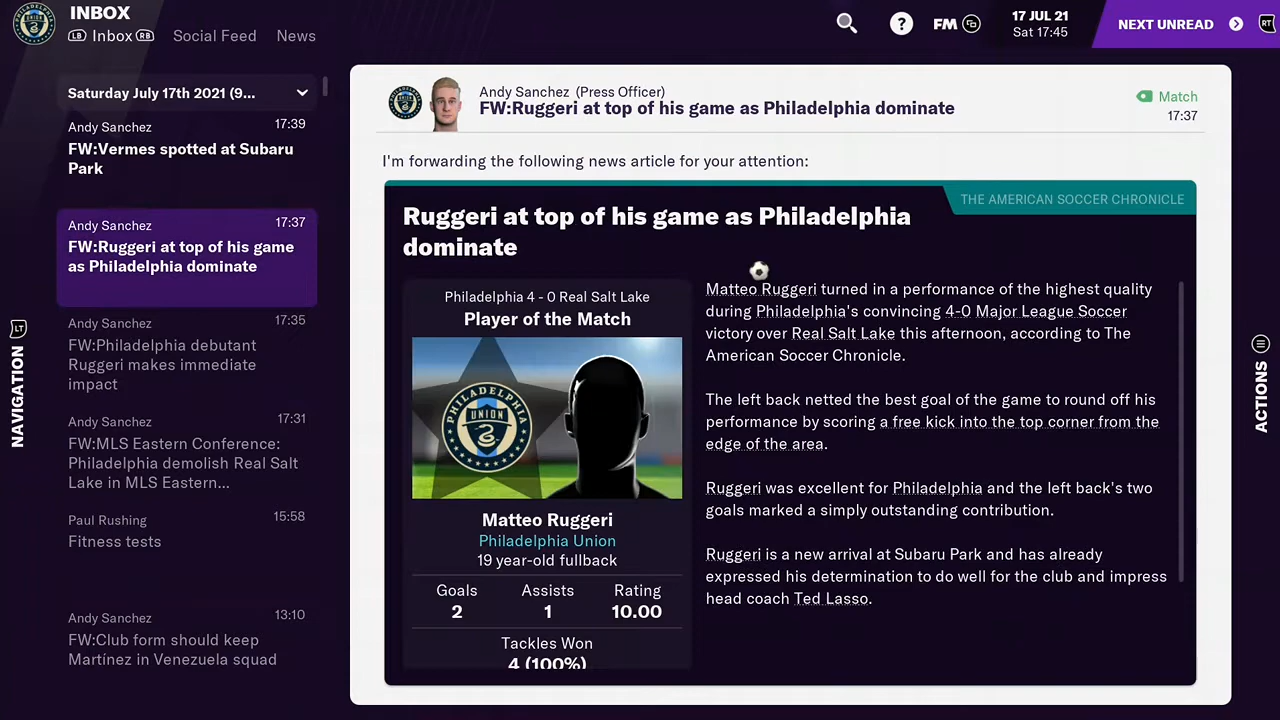 INBOX
LB Inbox RB Social Feed News
? FM 17 JUL 21
Sat 17:45
NEXT UNREAD RT
NAVIGATION LT
Saturday July 17th 2021 (9...
Andy Sanchez 17:39
FW:Vermes spotted at Subaru
Park
Andy Sanchez 17:37
FW:Ruggeri at top of his game
as Philadelphia dominate
Andy Sanchez 17:35
FW:Philadelphia debutant
Ruggeri makes immediate
impact
Andy Sanchez 17:31
FW:MLS Eastern Conference:
Philadelphia demolish Real Salt
Lake in MLS Eastern...
Paul Rushing 15:58
Fitness tests
Andy Sanchez 13:10
FW:Club form should keep
Martínez in Venezuela squad
Andy Sanchez (Press Officer)
FW:Ruggeri at top of his game as Philadelphia dominate
Match
17:37
I'm forwarding the following news article for your attention:
THE AMERICAN SOCCER CHRONICLE
Ruggeri at top of his game as Philadelphia
dominate
Philadelphia 4 - 0 Real Salt Lake
Player of the Match
PHILADELPHIA
UNION
Matteo Ruggeri
Philadelphia Union
19 year-old fullback
Goals Assists Rating
2 1 10.00
Tackles Won
4 (100%)
Matteo Ruggeri turned in a performance of the highest quality
during Philadelphia's convincing 4-0 Major League Soccer
victory over Real Salt Lake this afternoon, according to The
American Soccer Chronicle.
The left back netted the best goal of the game to round off his
performance by scoring a free kick into the top corner from the
edge of the area.
Ruggeri was excellent for Philadelphia and the left back's two
goals marked a simply outstanding contribution.
Ruggeri is a new arrival at Subaru Park and has already
expressed his determination to do well for the club and impress
head coach Ted Lasso.
ACTIONS